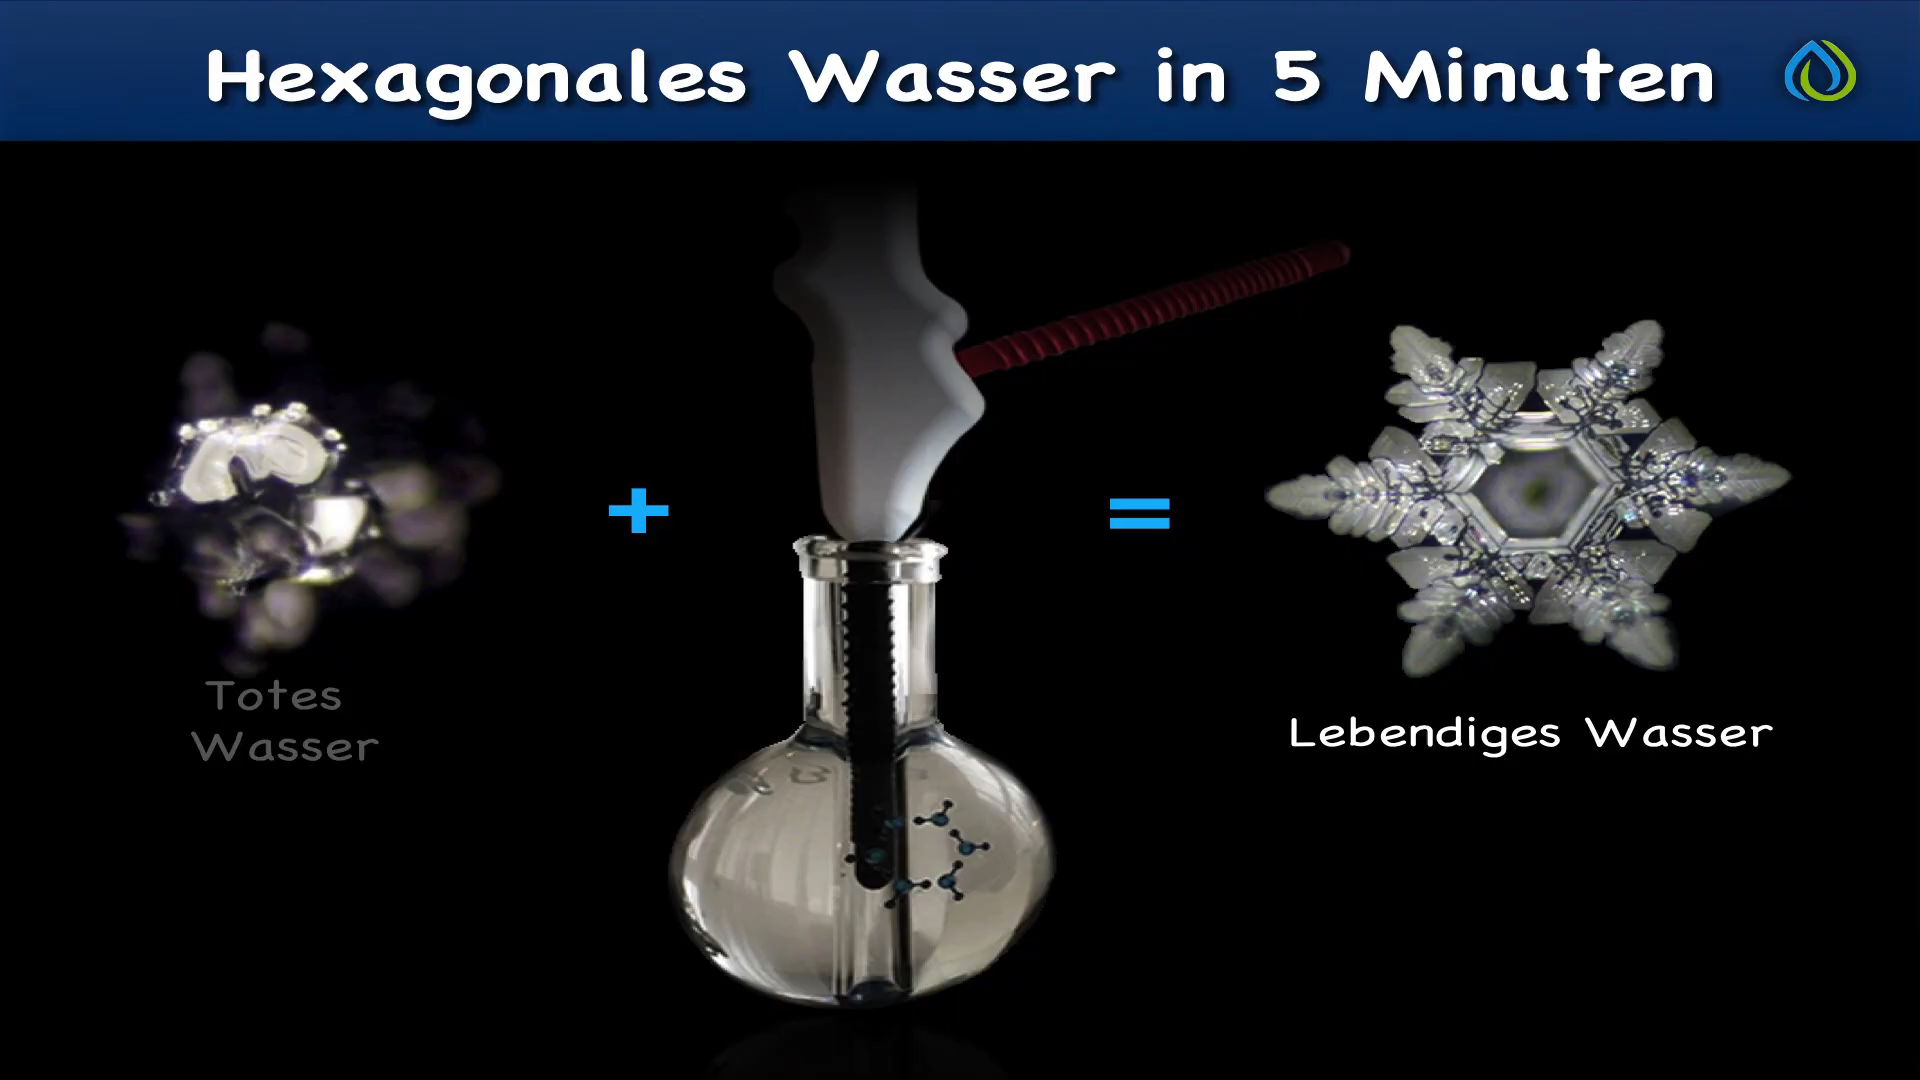 Hexagonales Wasser in 5 Minuten
+
=
Totes
Wasser
Lebendiges Wasser